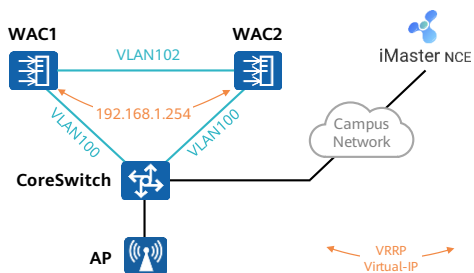 WAC1
WAC2
VLAN102
iMaster NCE
192.168.1.254
VLAN100
VLAN100
Campus
Network
CoreSwitch
AP
VRRP
Virtual-IP